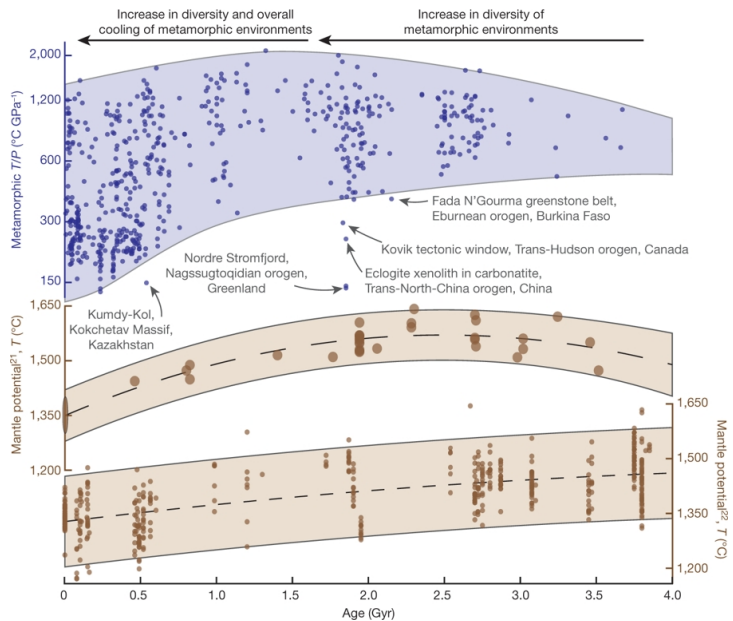 Increase in diversity and overall
cooling of metamorphic environments
Increase in diversity of
metamorphic environments
2,000
1,200
600
300
150
Metamorphic T/P (°C GPa⁻¹)
Fada N'Gourma greenstone belt,
Eburnean orogen, Burkina Faso
Kovik tectonic window, Trans-Hudson orogen, Canada
Nordre Stromfjord,
Nagssugtoqidian orogen,
Greenland
Eclogite xenolith in carbonatite,
Trans-North-China orogen, China
Kumdy-Kol,
Kokchetav Massif,
Kazakhstan
1,650
1,500
1,350
1,200
Mantle potential²¹, T (°C)
1,650
1,500
1,350
1,200
Mantle potential²², T (°C)
0 0.5 1.0 1.5 2.0 2.5 3.0 3.5 4.0
Age (Gyr)